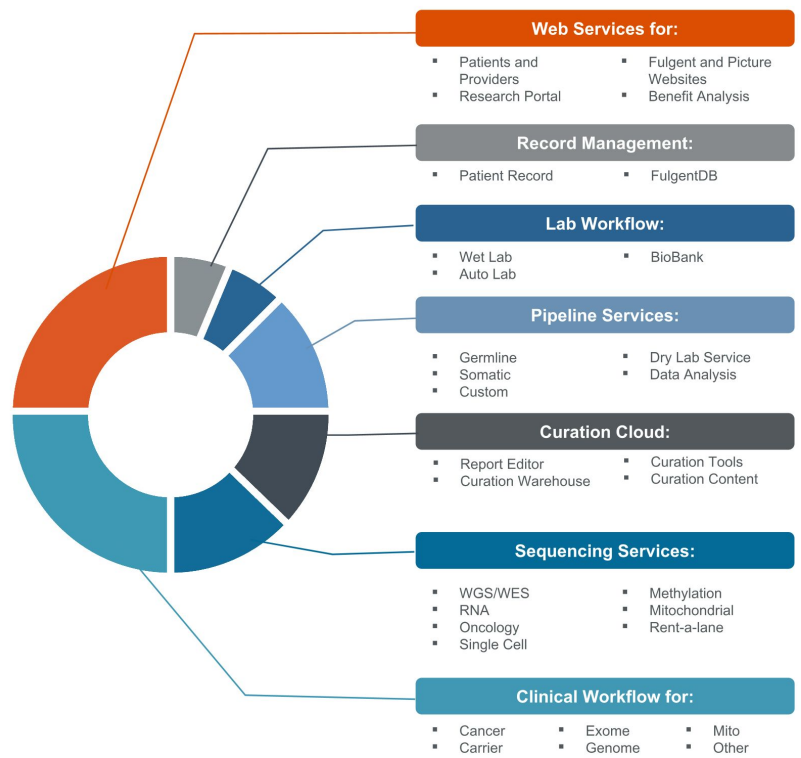 Web Services for:
Patients and
Providers
Research Portal
Fulgent and Picture
Websites
Benefit Analysis
Record Management:
Patient Record
FulgentDB
Lab Workflow:
Wet Lab
Auto Lab
BioBank
Pipeline Services:
Germline
Somatic
Custom
Dry Lab Service
Data Analysis
Curation Cloud:
Report Editor
Curation Warehouse
Curation Tools
Curation Content
Sequencing Services:
WGS/WES
RNA
Oncology
Single Cell
Methylation
Mitochondrial
Rent-a-lane
Clinical Workflow for:
Cancer
Carrier
Exome
Genome
Mito
Other